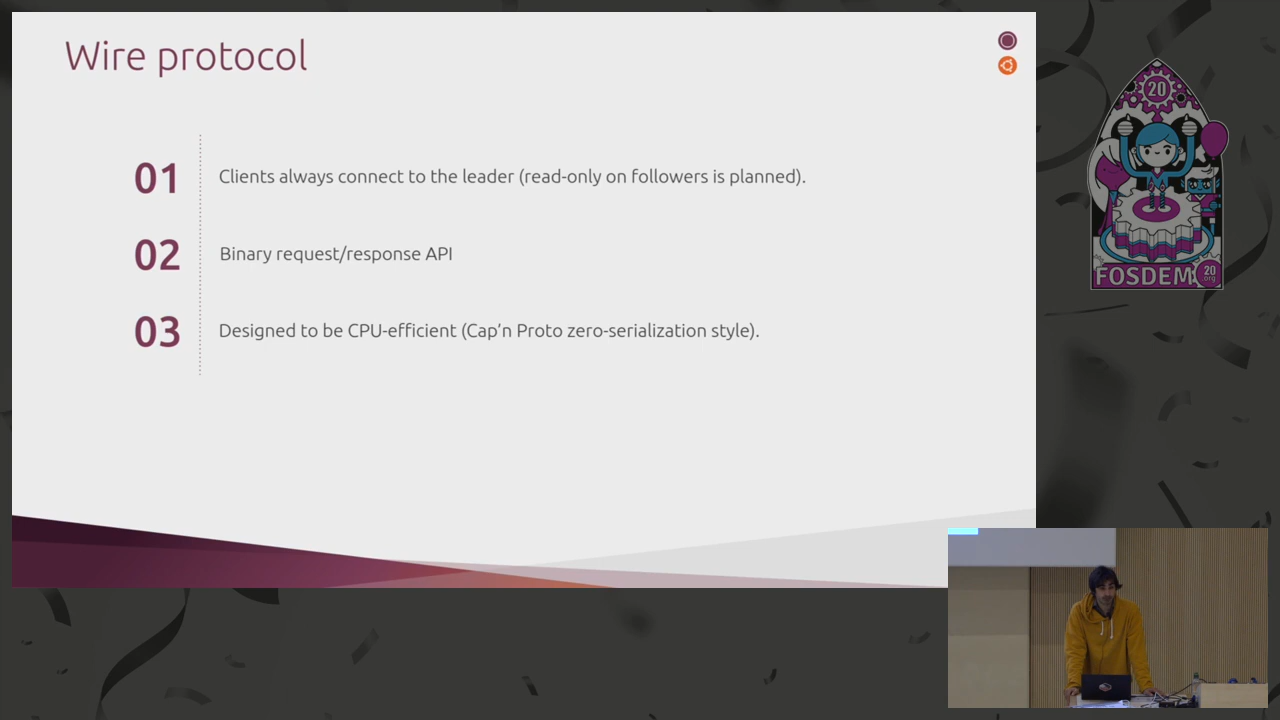 Wire protocol
01
Clients always connect to the leader (read-only on followers is planned).
02
Binary request/response API
03
Designed to be CPU-efficient (Cap’n Proto zero-serialization style).
20
FOSDEM
20
org